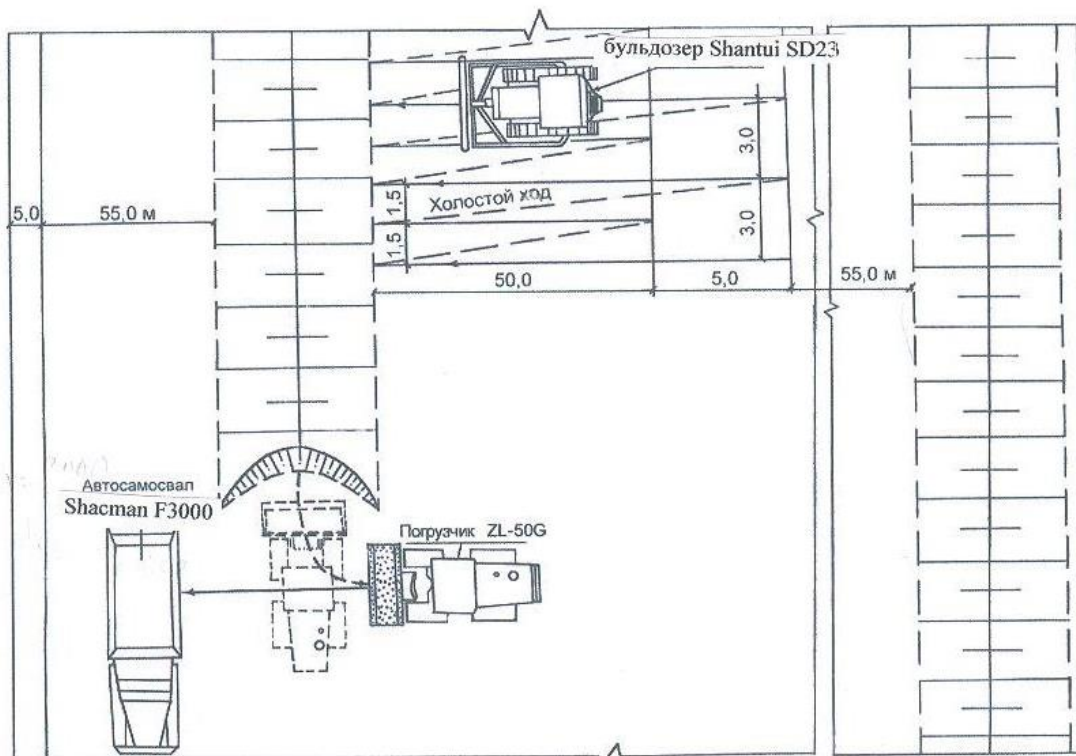 бульдозер Shantui SD23
3,0
5,0
55,0 м
1,5
Холостой ход
1,5
3,0
50,0
5,0
55,0 м
Автосамосвал
Shacman F3000
Погрузчик ZL-50G